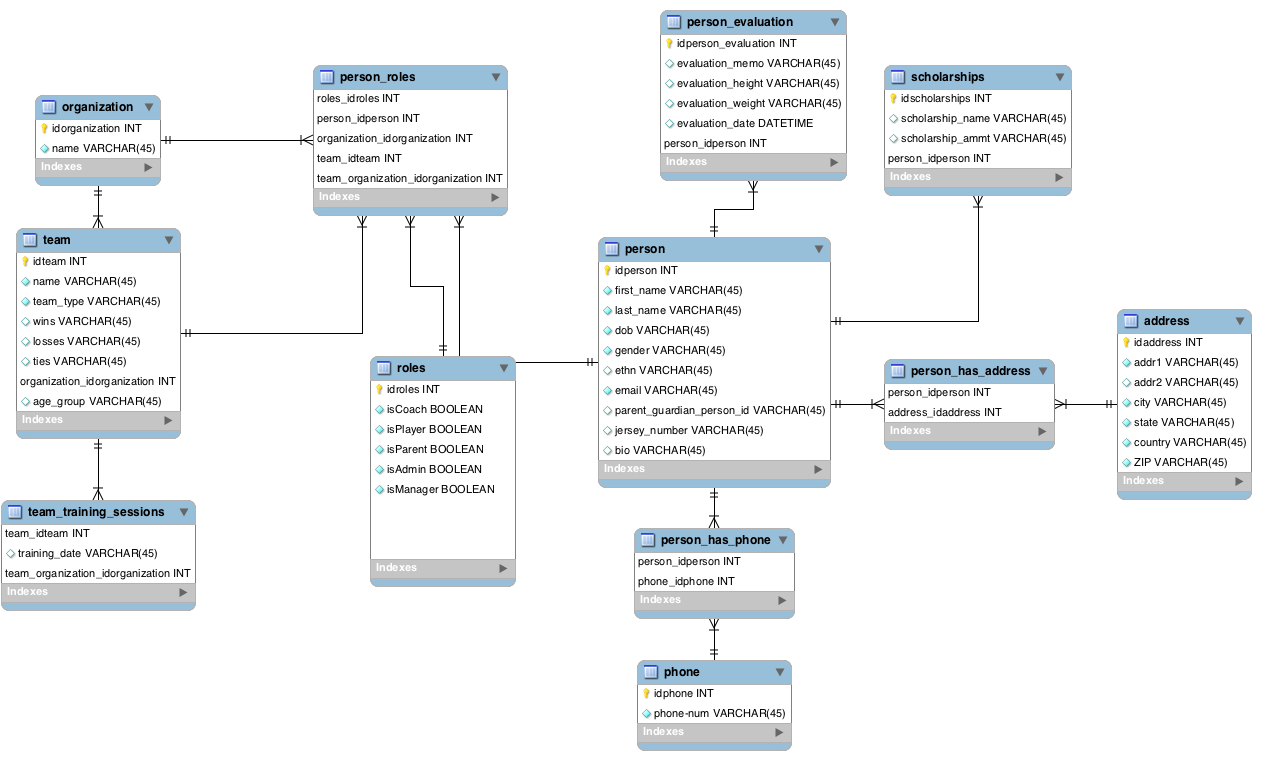 organization
idorganization INT
name VARCHAR(45)
Indexes
person_roles
roles_idroles INT
person_idperson INT
organization_idorganization INT
team_idteam INT
team_organization_idorganization INT
Indexes
person_evaluation
idperson_evaluation INT
evaluation_memo VARCHAR(45)
evaluation_height VARCHAR(45)
evaluation_weight VARCHAR(45)
evaluation_date DATETIME
person_idperson INT
Indexes
scholarships
idscholarships INT
scholarship_name VARCHAR(45)
scholarship_ammt VARCHAR(45)
person_idperson INT
Indexes
team
idteam INT
name VARCHAR(45)
team_type VARCHAR(45)
wins VARCHAR(45)
losses VARCHAR(45)
ties VARCHAR(45)
organization_idorganization INT
age_group VARCHAR(45)
Indexes
roles
idroles INT
isCoach BOOLEAN
isPlayer BOOLEAN
isParent BOOLEAN
isAdmin BOOLEAN
isManager BOOLEAN
Indexes
person
idperson INT
first_name VARCHAR(45)
last_name VARCHAR(45)
dob VARCHAR(45)
gender VARCHAR(45)
ethn VARCHAR(45)
email VARCHAR(45)
parent_guardian_person_id VARCHAR(45)
jersey_number VARCHAR(45)
bio VARCHAR(45)
Indexes
person_has_address
person_idperson INT
address_idaddress INT
Indexes
address
idaddress INT
addr1 VARCHAR(45)
addr2 VARCHAR(45)
city VARCHAR(45)
state VARCHAR(45)
country VARCHAR(45)
ZIP VARCHAR(45)
Indexes
team_training_sessions
team_idteam INT
training_date VARCHAR(45)
team_organization_idorganization INT
Indexes
person_has_phone
person_idperson INT
phone_idphone INT
Indexes
phone
idphone INT
phone-num VARCHAR(45)
Indexes